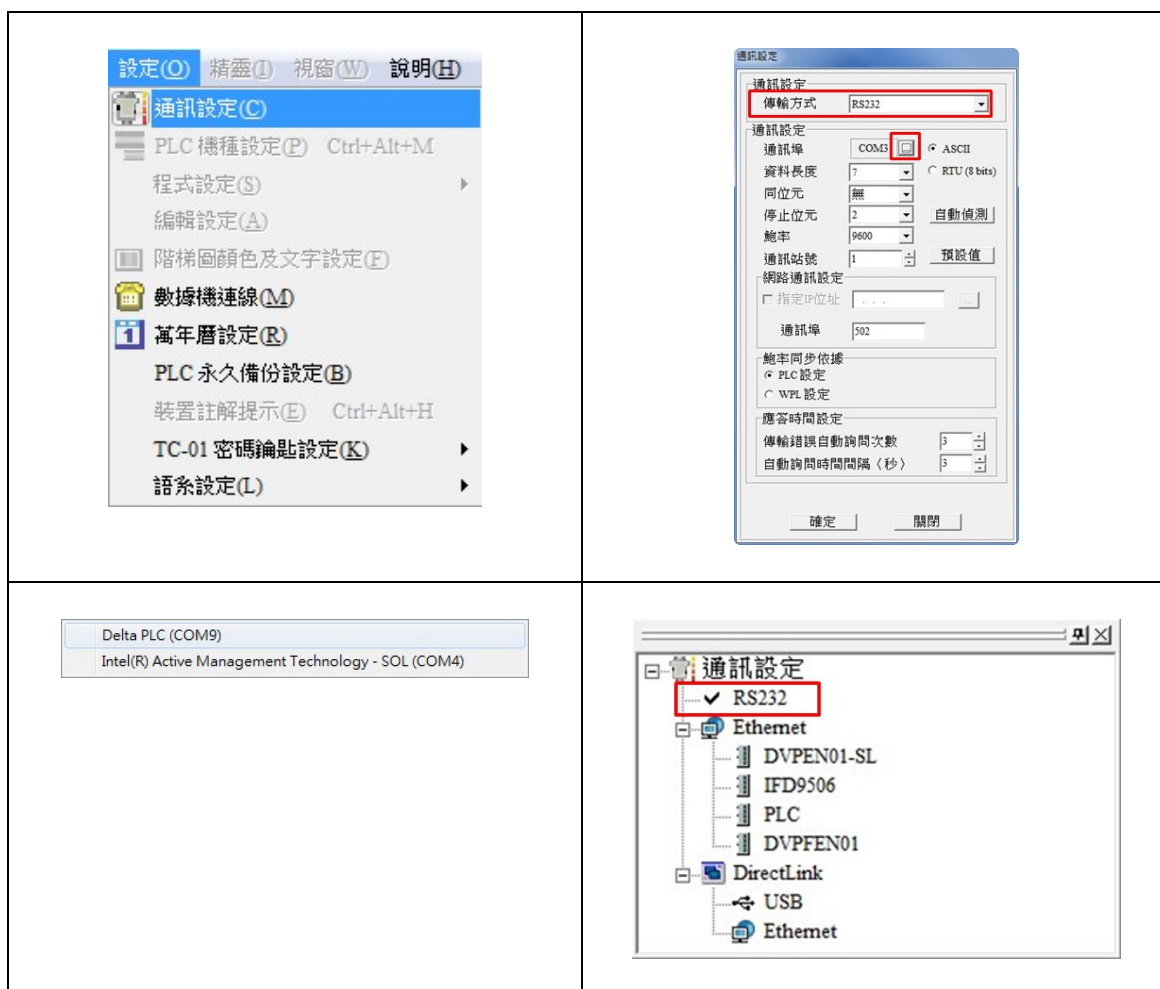 設定(O) 精靈(I) 視窗(W) 說明(H)
通訊設定(C)
PLC 機種設定(P) Ctrl+Alt+M
程式設定(S)
編輯設定(A)
階梯圖顏色及文字設定(F)
數據機連線(M)
萬年曆設定(R)
PLC 永久備份設定(B)
裝置註解提示(E) Ctrl+Alt+H
TC-01 密碼鑰匙設定(K)
語系設定(L)
通訊設定
通訊設定
傳輸方式 RS232
通訊設定
通訊埠 COM3 ASCII
資料長度 7 RTU (8 bits)
同位元 無
停止位元 2 自動偵測
鮑率 9600
通訊站號 1 預設值
網路通訊設定
指定IP位址 . . . ...
通訊埠 502
鮑率同步依據
PLC 設定
WPL 設定
應答時間設定
傳輸錯誤自動詢問次數 3
自動詢問時間間隔〈秒〉 3
確定 關閉
Delta PLC (COM9)
Intel(R) Active Management Technology - SOL (COM4)
通訊設定
RS232
Ethernet
DVPEN01-SL
IFD9506
PLC
DVPFEN01
DirectLink
USB
Ethernet